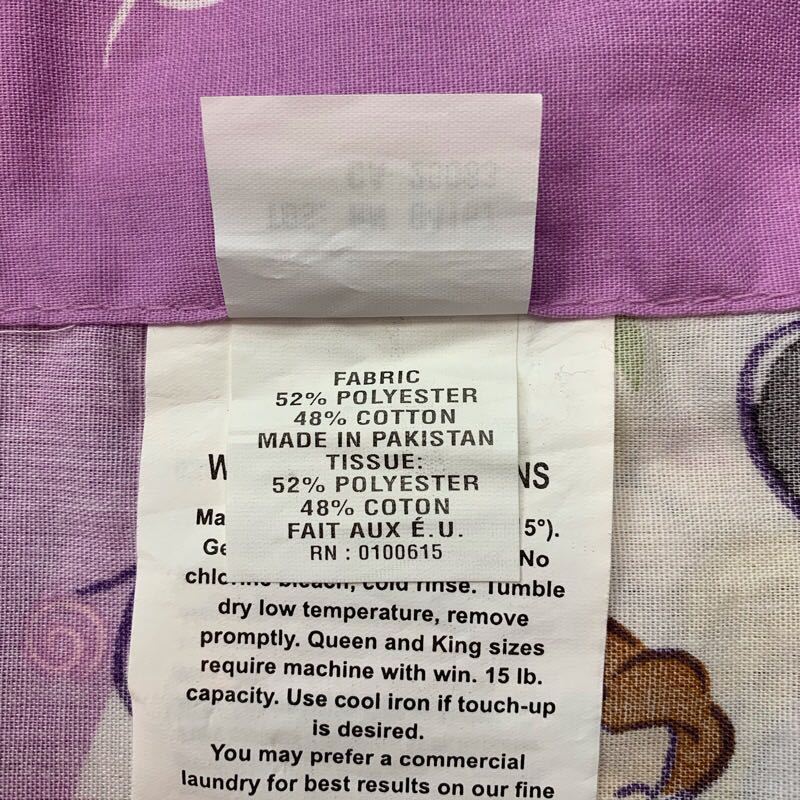 FABRIC
52% POLYESTER
48% COTTON
MADE IN PAKISTAN
TISSUE:
52% POLYESTER
48% COTON
FAIT AUX É.U.
RN : 0100615
5°).
No
bleach, cold rinse. Tumble
dry low temperature, remove
promptly. Queen and King sizes
require machine with win. 15 lb.
capacity. Use cool iron if touch-up
is desired.
You may prefer a commercial
laundry for best results on our fine